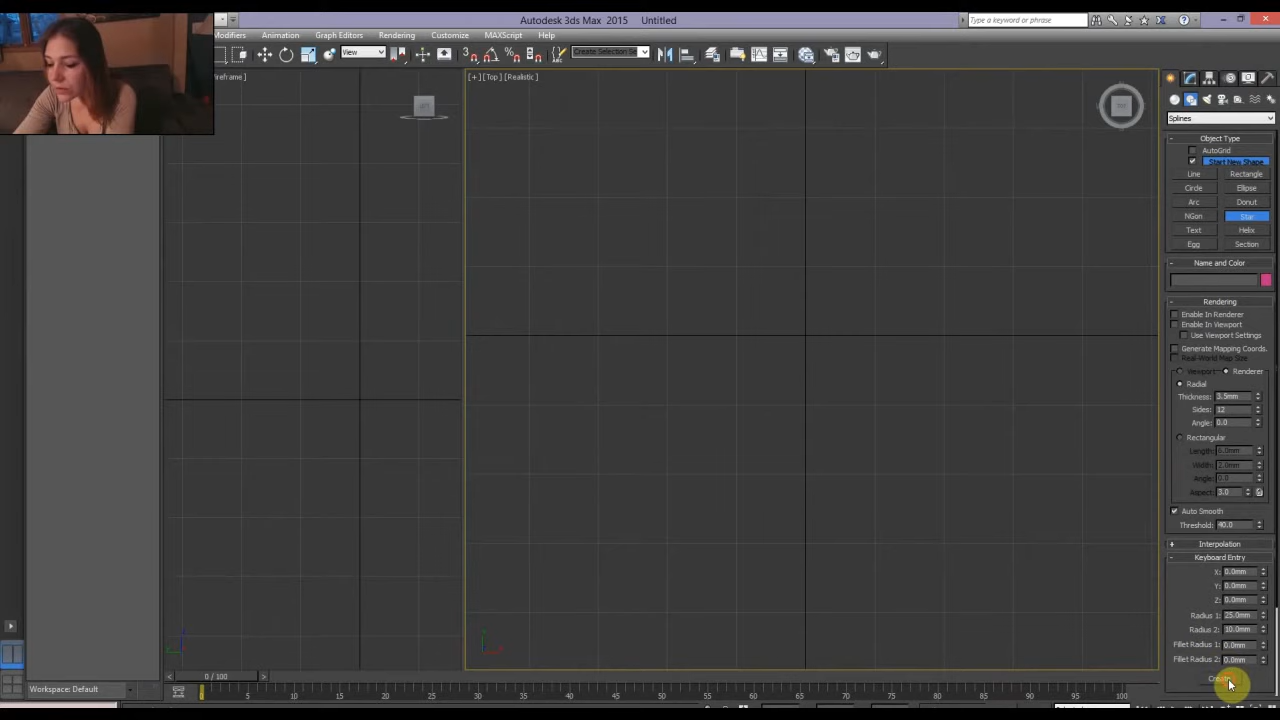 Autodesk 3ds Max 2015 Untitled
Type a keyword or phrase
Modifiers Animation Graph Editors Rendering Customize MAXScript Help
View
Create Selection Se
[+] [Top] [Realistic]
Splines
Object Type
AutoGrid
Start New Shape
Line Rectangle
Circle Ellipse
Arc Donut
NGon Star
Text Helix
Egg Section
Name and Color
Rendering
Enable In Renderer
Enable In Viewport
Use Viewport Settings
Generate Mapping Coords.
Real-World Map Size
Viewport Renderer
Radial
Thickness: 3.5mm
Sides: 12
Angle: 0.0
Rectangular
Length: 6.0mm
Width: 2.0mm
Angle: 0.0
Aspect: 3.0
Auto Smooth
Threshold: 40.0
Interpolation
Keyboard Entry
X: 0.0mm
Y: 0.0mm
Z: 0.0mm
Radius 1: 25.0mm
Radius 2: 10.0mm
Fillet Radius 1: 0.0mm
Fillet Radius 2: 0.0mm
Create
0 / 100
Workspace: Default
0 5 10 15 20 25 30 35 40 45 50 55 60 65 70 75 80 85 90 95 100